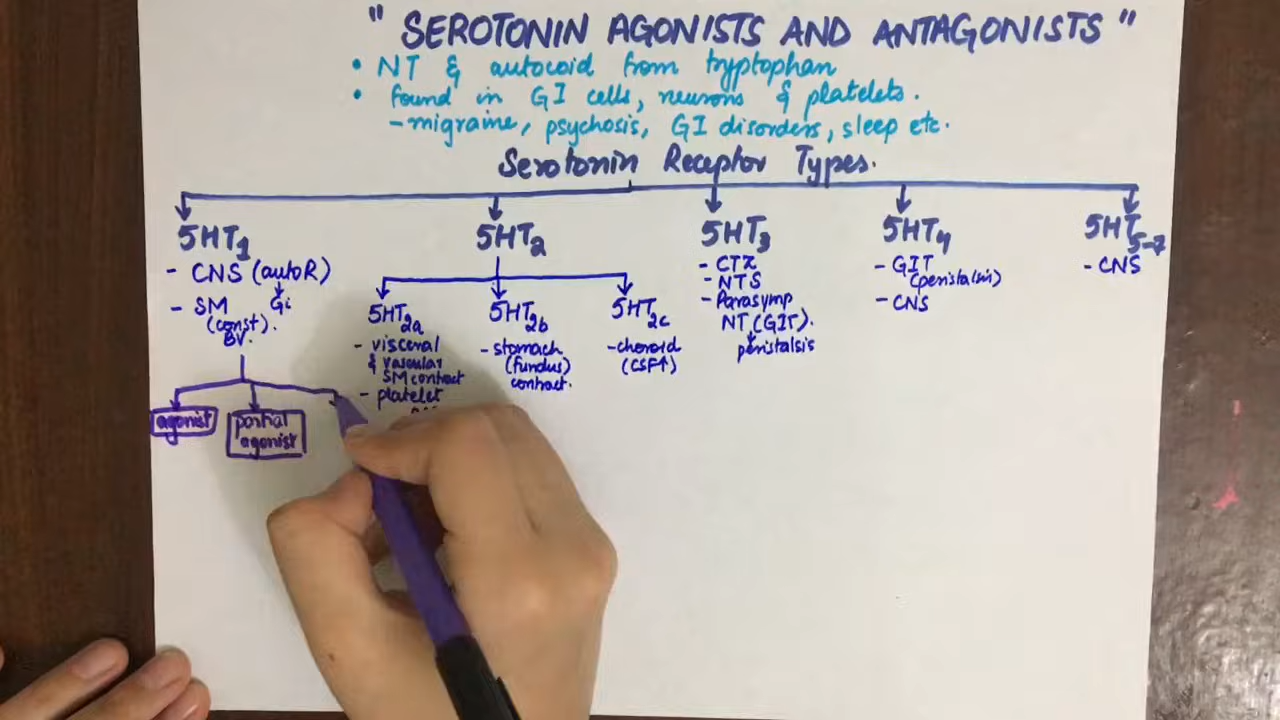 " SEROTONIN AGONISTS AND ANTAGONISTS "
• NT & autocoid from tryptophan
• found in GI cells, neurons & platelets.
- migraine, psychosis, GI disorders, sleep etc.
Serotonin Receptor Types.
5HT1
- CNS (autoR)
Gi
- SM
(const).
BV.
agonist
partial
agonist
5HT2
5HT2a
- visceral
& vascular
SM contract
- platelet
5HT2b
- stomach
(fundus)
contract.
5HT2c
- choroid
(CSF↑)
5HT3
- CTZ
- NTS
- Parasymp
NT (GIT).
peristalsis
5HT4
- GIT
(peristalsis)
- CNS
5HT5-7
- CNS